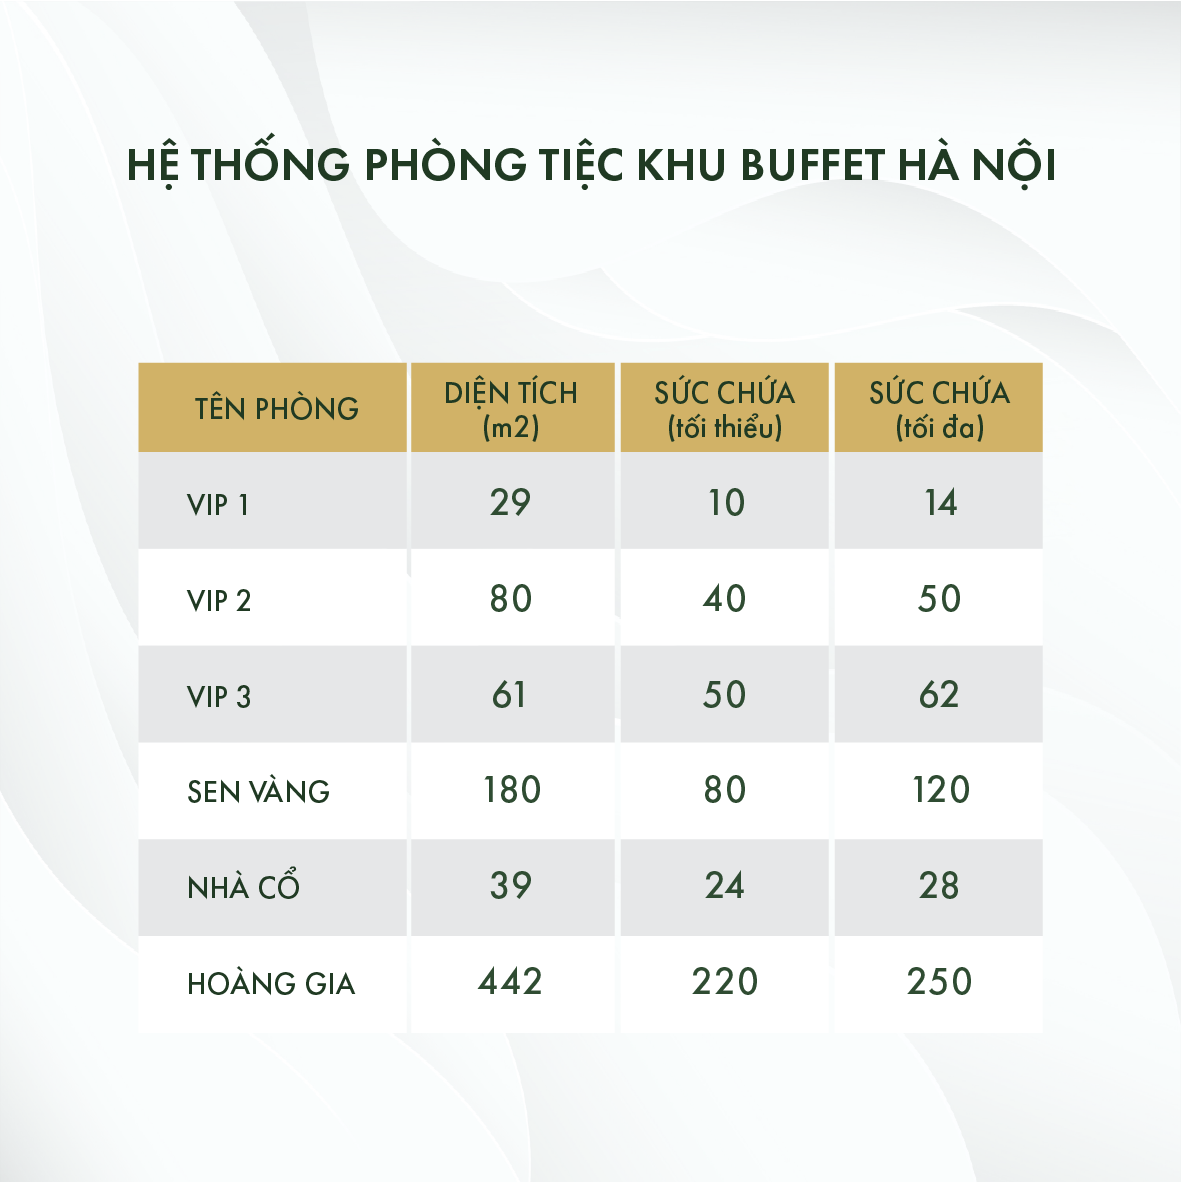 HỆ THỐNG PHÒNG TIỆC KHU BUFFET HÀ NỘI
TÊN PHÒNG
DIỆN TÍCH
(m2)
SỨC CHỨA
(tối thiểu)
SỨC CHỨA
(tối đa)
VIP 1 29 10 14
VIP 2 80 40 50
VIP 3 61 50 62
SEN VÀNG 180 80 120
NHÀ CỔ 39 24 28
HOÀNG GIA 442 220 250